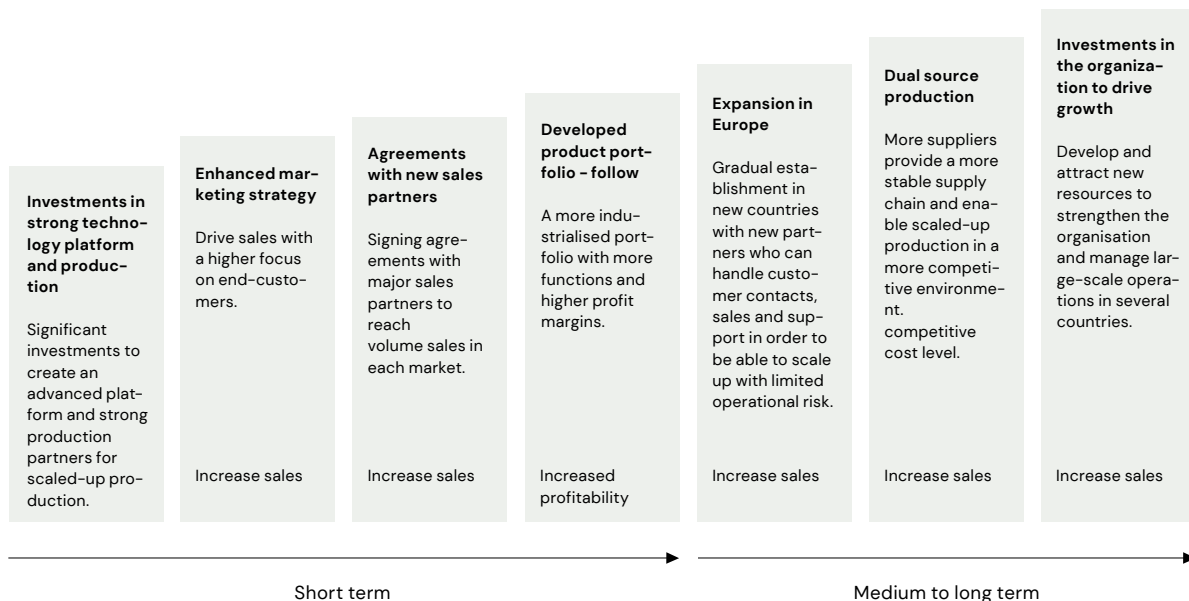 Investments in
strong techno-
logy platform
and produc-
tion
Significant
investments to
create an
advanced plat-
form and strong
production
partners for
scaled-up pro-
duction.
Enhanced mar-
keting strategy
Drive sales with
a higher focus
on end-custo-
mers.
Increase sales
Agreements
with new sales
partners
Signing agre-
ements with
major sales
partners to
reach
volume sales in
each market.
Increase sales
Developed
product port-
folio - follow
A more indu-
strialised port-
folio with more
functions and
higher profit
margins.
Increased
profitability
Expansion in
Europe
Gradual esta-
blishment in
new countries
with new part-
ners who can
handle custo-
mer contacts,
sales and sup-
port in order to
be able to scale
up with limited
operational risk.
Increase sales
Dual source
production
More suppliers
provide a more
stable supply
chain and ena-
ble scaled-up
production in a
more competi-
tive environme-
nt.
competitive
cost level.
Increase sales
Investments in
the organiza-
tion to drive
growth
Develop and
attract new
resources to
strengthen the
organisation
and manage lar-
ge-scale opera-
tions in several
countries.
Increase sales
Short term
Medium to long term